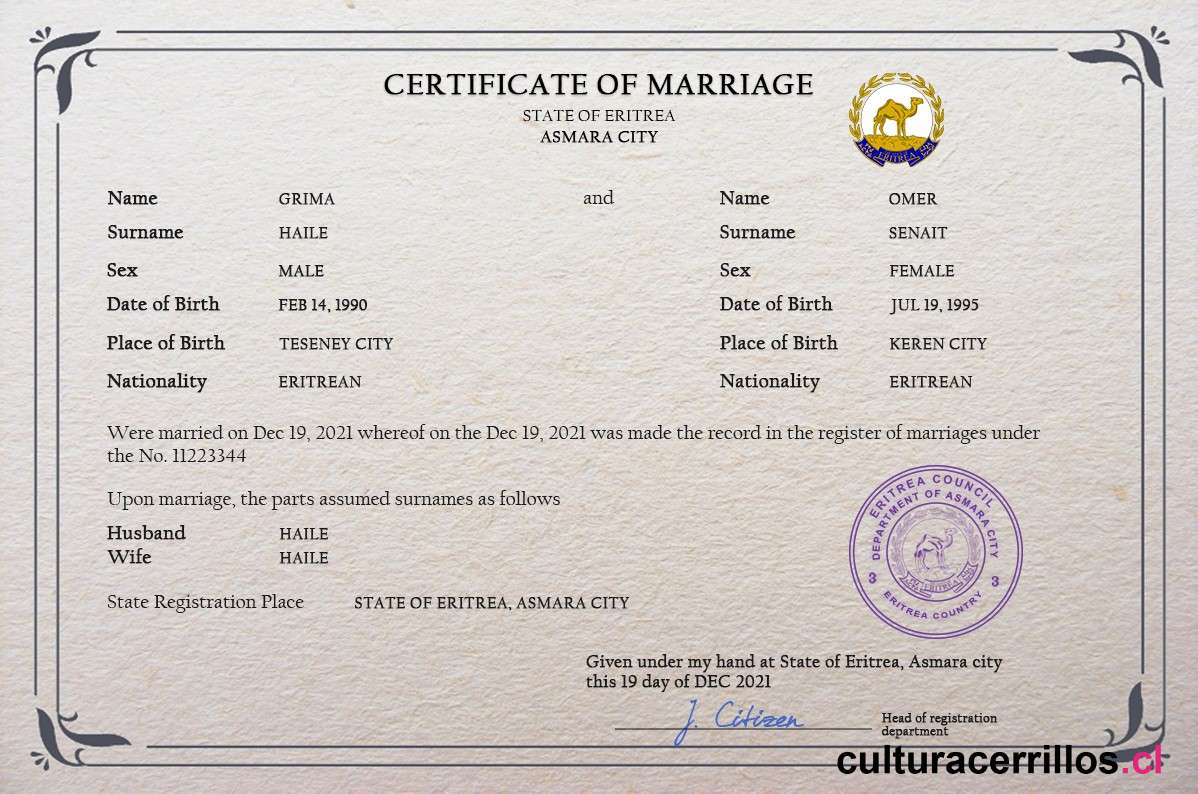 CERTIFICATE OF MARRIAGE
STATE OF ERITREA
ASMARA CITY
ERITREA
Name GRIMA and Name OMER
Surname HAILE Surname SENAIT
Sex MALE Sex FEMALE
Date of Birth FEB 14, 1990 Date of Birth JUL 19, 1995
Place of Birth TESENEY CITY Place of Birth KEREN CITY
Nationality ERITREAN Nationality ERITREAN
Were married on Dec 19, 2021 whereof on the Dec 19, 2021 was made the record in the register of marriages under
the No. 11223344
Upon marriage, the parts assumed surnames as follows
Husband HAILE
Wife HAILE
State Registration Place STATE OF ERITREA, ASMARA CITY
ERITREA COUNCIL
DEPARTMENT OF ASMARA CITY
3 3
ERITREA
ERITREA COUNTRY
Given under my hand at State of Eritrea, Asmara city
this 19 day of DEC 2021
J. Citizen
Head of registration
department
culturacerrillos.cl